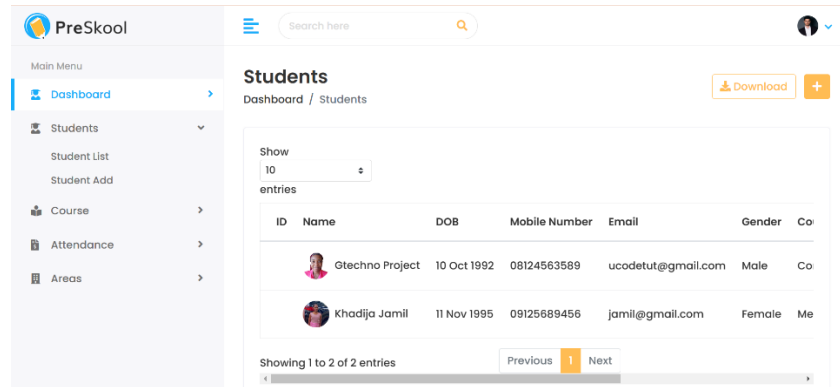 PreSkool
Search here
Main Menu
Dashboard
Students
Student List
Student Add
Course
Attendance
Areas
Students
Dashboard / Students
Download
+
Show
10
entries
ID Name DOB Mobile Number Email Gender Co
Gtechno Project 10 Oct 1992 08124563589 ucodetut@gmail.com Male Co
Khadija Jamil 11 Nov 1995 09125689456 jamil@gmail.com Female Me
Showing 1 to 2 of 2 entries
Previous 1 Next